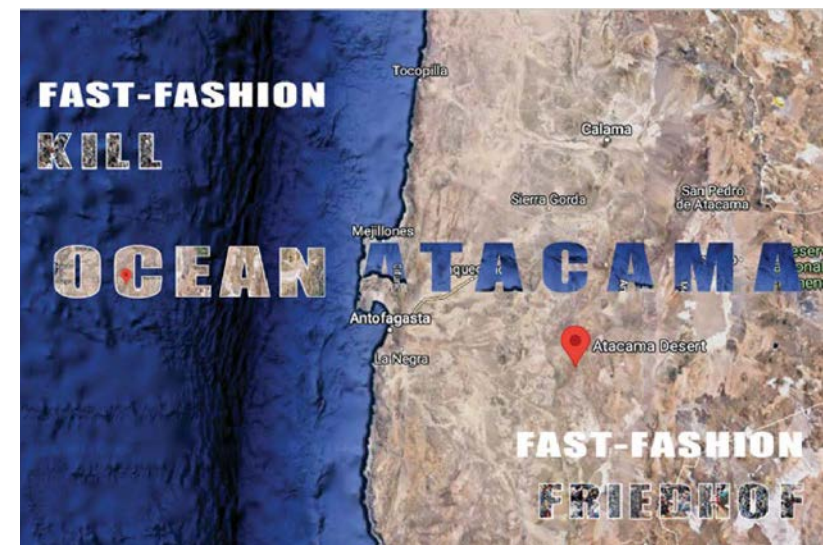 Tocopilla
FAST-FASHION
KILL
Calama
Sierra Gorda
San Pedro
de Atacama
Mejillones
OCEAN ATACAMA
Antofagasta
La Negra
Atacama Desert
FAST-FASHION
FRIEDHOF